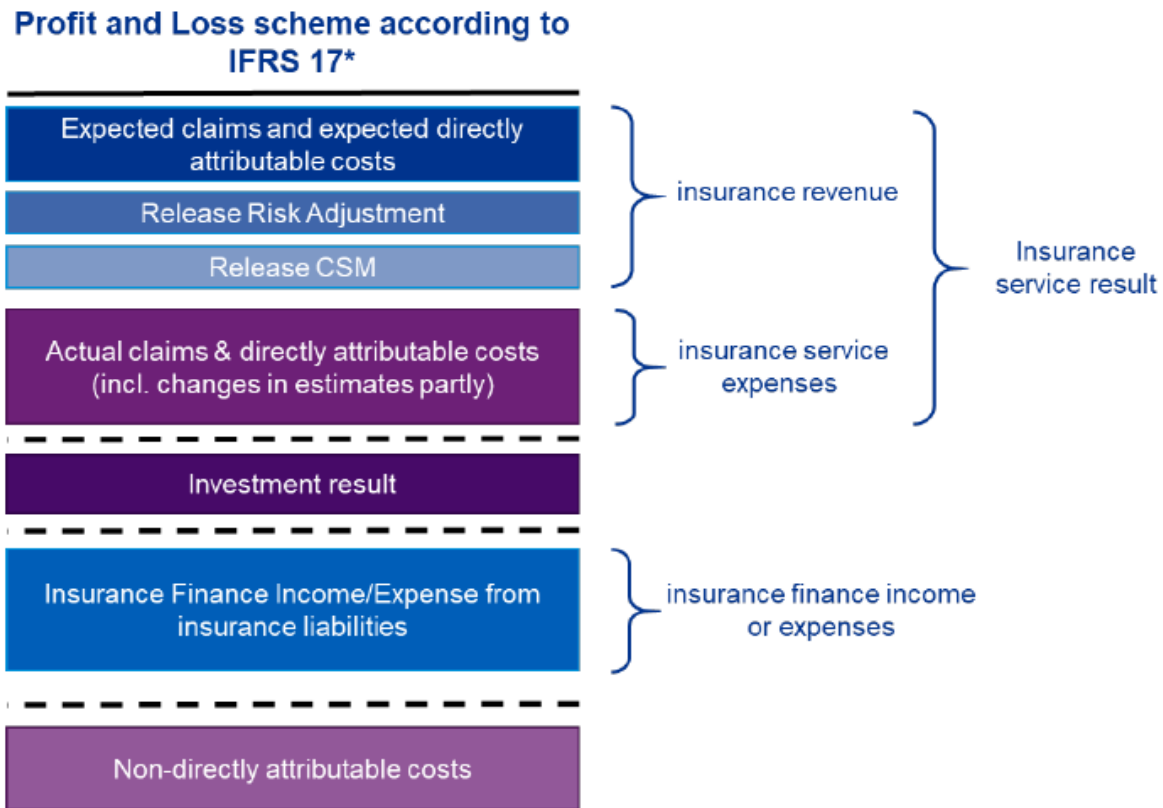 Profit and Loss scheme according to
IFRS 17*
Expected claims and expected directly
attributable costs
Release Risk Adjustment
Release CSM
insurance revenue
Insurance
service result
Actual claims & directly attributable costs
(incl. changes in estimates partly)
insurance service
expenses
Investment result
Insurance Finance Income/Expense from
insurance liabilities
insurance finance income
or expenses
Non-directly attributable costs